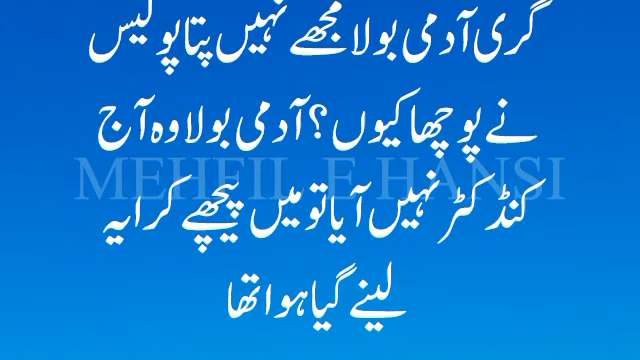 گری آدمی بولا مجھے نہیں پتا پولیس
نے پوچھا کیوں؟ آدمی بولا وہ آج
MEHFIL E HANSI
کنڈکٹر نہیں آیا تو میں پیچھے کرایہ
لینے گیا ہوا تھا